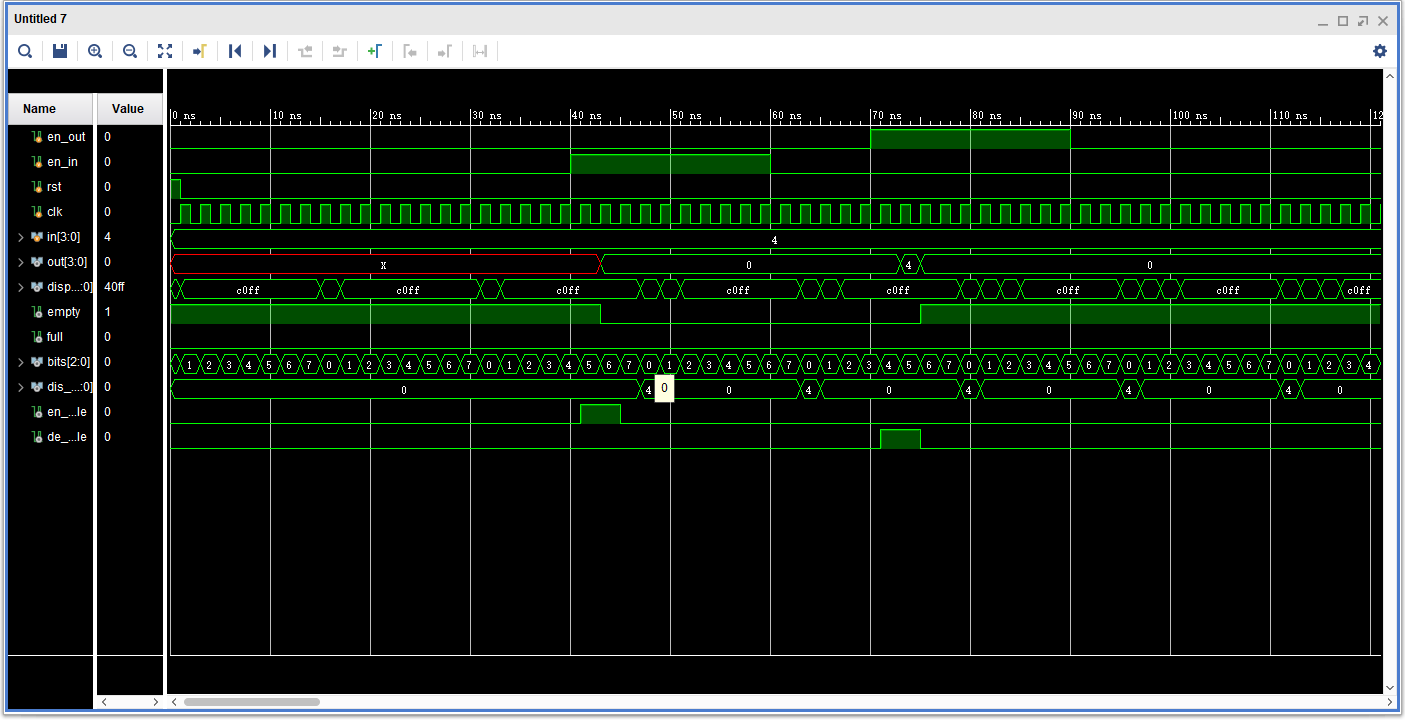 Untitled 7
Name Value
0 ns 10 ns 20 ns 30 ns 40 ns 50 ns 60 ns 70 ns 80 ns 90 ns 100 ns 110 ns 12
en_out 0
en_in 0
rst 0
clk 0
in[3:0] 4 4
out[3:0] 0 X 0 4 0
disp...:0] 40ff c0ff c0ff c0ff c0ff c0ff c0ff c0ff c0ff
empty 1
full 0
bits[2:0] 0 1 2 3 4 5 6 7 0 1 2 3 4 5 6 7 0 1 2 3 4 5 6 7 0 1 2 3 4 5 6 7 0 1 2 3 4 5 6 7 0 1 2 3 4 5 6 7 0 1 2 3 4 5 6 7 0 1 2 3 4
dis_...:0] 0 0 4 0 0 4 0 4 0 4 0 4 0
en_...le 0
de_...le 0